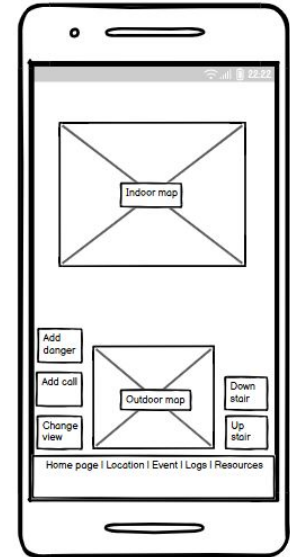 22:22
Indoor map
Add
danger
Add call
Change
view
Outdoor map
Down
stair
Up
stair
Home page | Location | Event | Logs | Resources